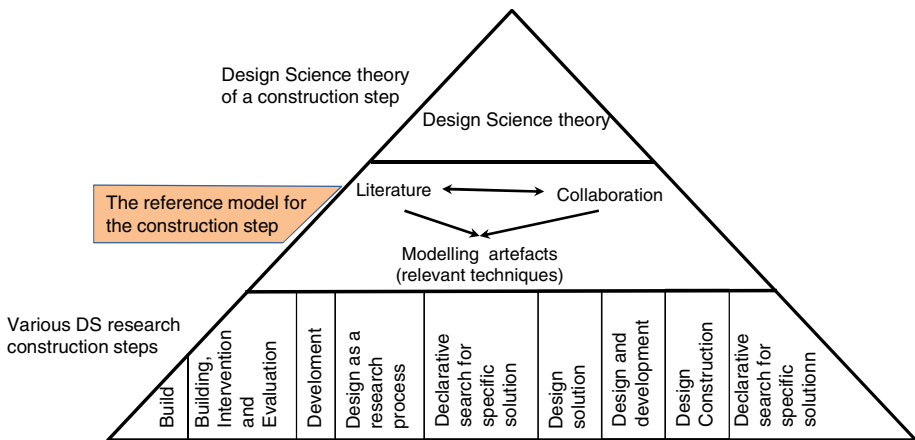 Design Science theory
of a construction step
Design Science theory
The reference model for
the construction step
Literature
Collaboration
Modelling artefacts
(relevant techniques)
Various DS research
construction steps
Build
Building,
Intervention
and
Evaluation
Develoment
Design as a
research
process
Declarative
search for
specific
solution
Design
solution
Design and
development
Design
Construction
Declarative
search for
specific
solutionn